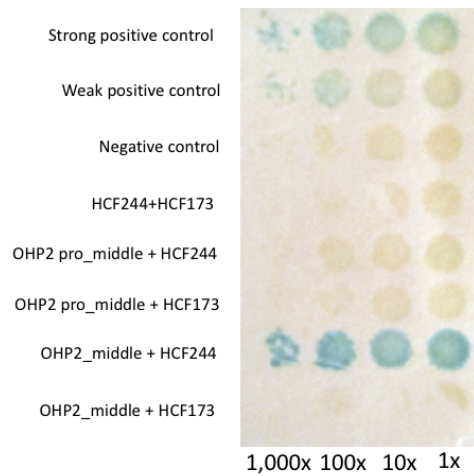 Strong positive control
Weak positive control
Negative control
HCF244+HCF173
OHP2 pro_middle + HCF244
OHP2 pro_middle + HCF173
OHP2_middle + HCF244
OHP2_middle + HCF173
1,000x 100x 10x 1x